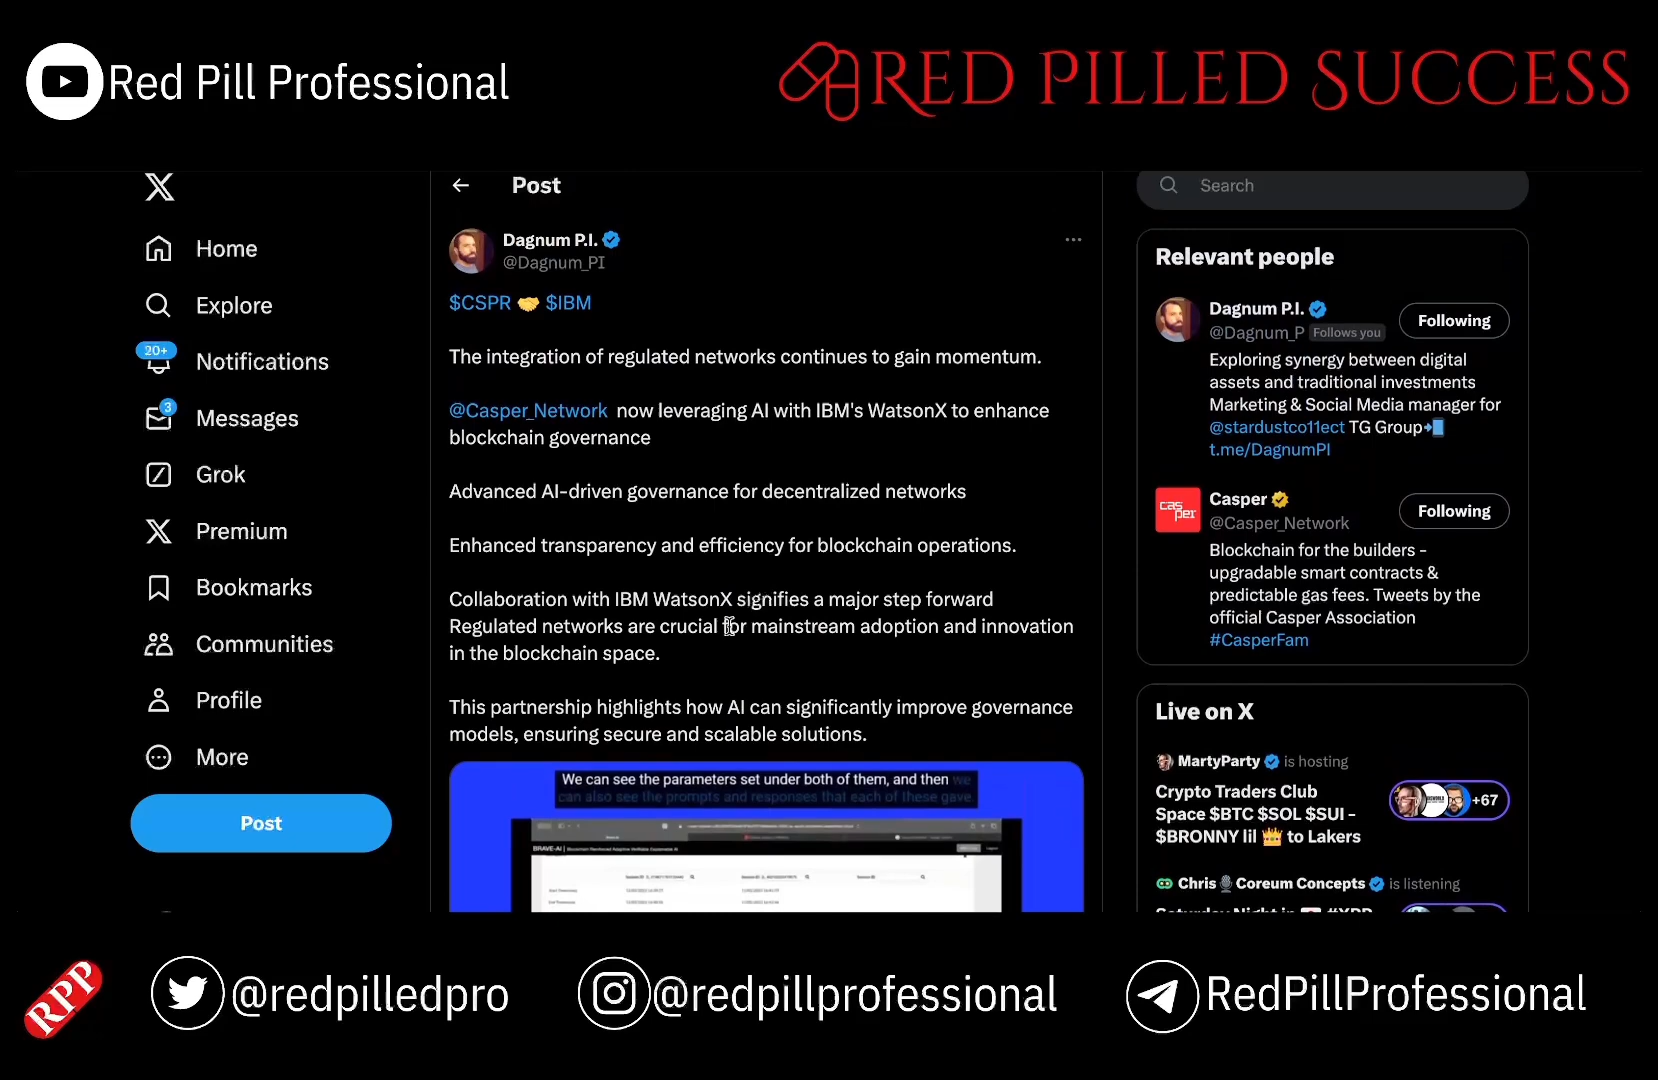 Red Pill Professional
RED PILLED SUCCESS
Home
Explore
20+
Notifications
3
Messages
Grok
Premium
Bookmarks
Communities
Profile
More
Post
Post
Dagnum P.I.
@Dagnum_PI
$CSPR 🤝 $IBM
The integration of regulated networks continues to gain momentum.
@Casper_Network now leveraging AI with IBM's WatsonX to enhance
blockchain governance
Advanced AI-driven governance for decentralized networks
Enhanced transparency and efficiency for blockchain operations.
Collaboration with IBM WatsonX signifies a major step forward
Regulated networks are crucial for mainstream adoption and innovation
in the blockchain space.
This partnership highlights how AI can significantly improve governance
models, ensuring secure and scalable solutions.
We can see the parameters set under both of them, and then we
can also see the prompts and responses that each of these gave.
BRAVE-AI
Search
Relevant people
Dagnum P.I.
@Dagnum_P Follows you
Following
Exploring synergy between digital
assets and traditional investments
Marketing & Social Media manager for
@stardustco11ect TG Group📲
t.me/DagnumPI
Casper
@Casper_Network
Following
Blockchain for the builders -
upgradable smart contracts &
predictable gas fees. Tweets by the
official Casper Association
#CasperFam
Live on X
MartyParty is hosting
Crypto Traders Club
Space $BTC $SOL $SUI -
$BRONNY lil 👑 to Lakers
+67
Chris🎙️Coreum Concepts is listening
RPP
@redpilledpro
@redpillprofessional
RedPillProfessional